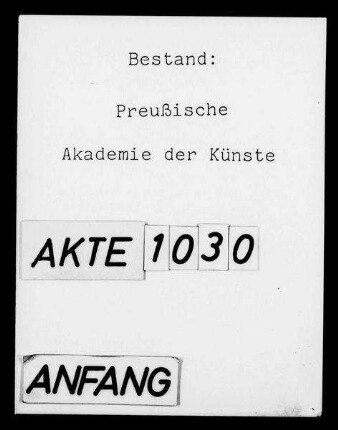 Bestand:
Preußische
Akademie der Künste
AKTE 1030
ANFANG